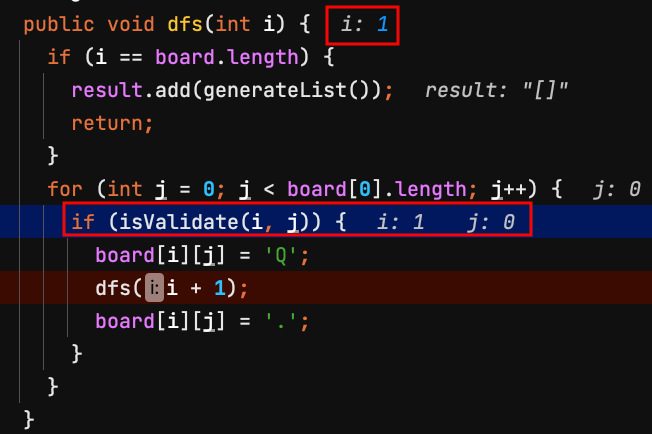 public void dfs(int i) {   i: 1
if (i == board.length) {
result.add(generateList());   result: "[]"
return;
}
for (int j = 0; j < board[0].length; j++) {   j: 0
if (isValidate(i, j)) {   i: 1   j: 0
board[i][j] = 'Q';
dfs( i: i + 1);
board[i][j] = '.';
}
}
}